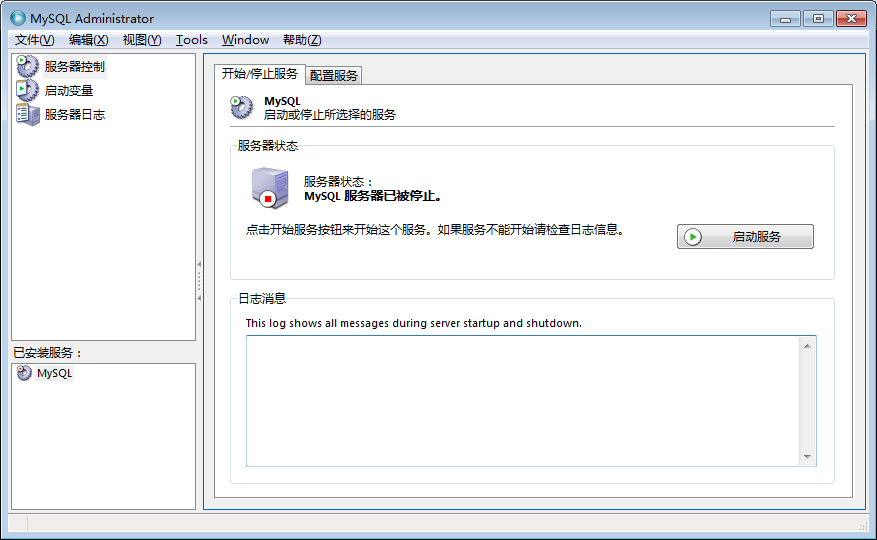 MySQL Administrator
文件(V) 编辑(X) 视图(Y) Tools Window 帮助(Z)
服务器控制
启动变量
服务器日志
已安装服务：
MySQL
开始/停止服务 配置服务
MySQL
启动或停止所选择的服务
服务器状态
服务器状态：
MySQL 服务器已被停止。
点击开始服务按钮来开始这个服务。如果服务不能开始请检查日志信息。
启动服务
日志消息
This log shows all messages during server startup and shutdown.